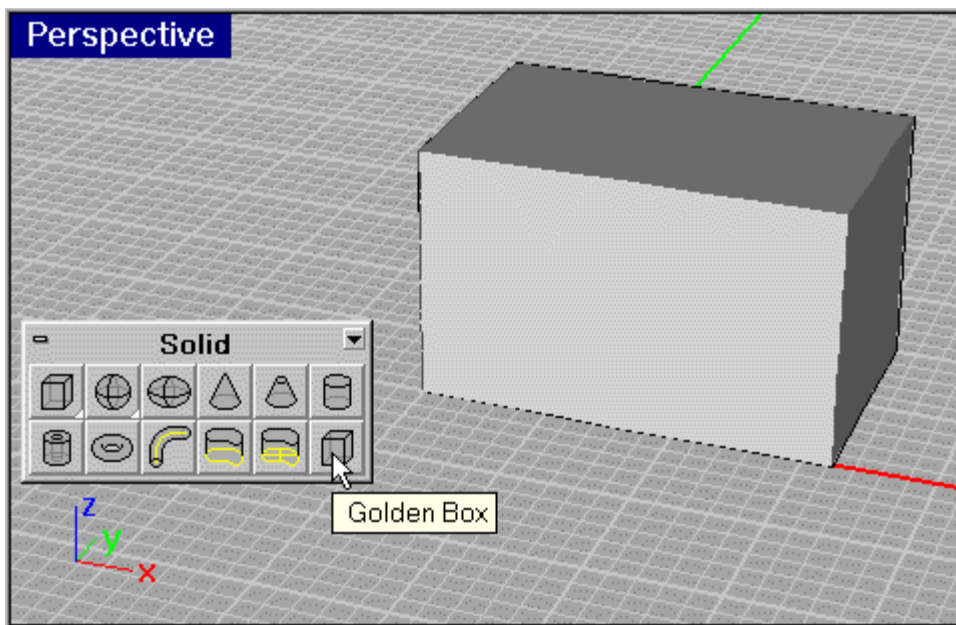 Perspective
Solid
Golden Box
z
y
x